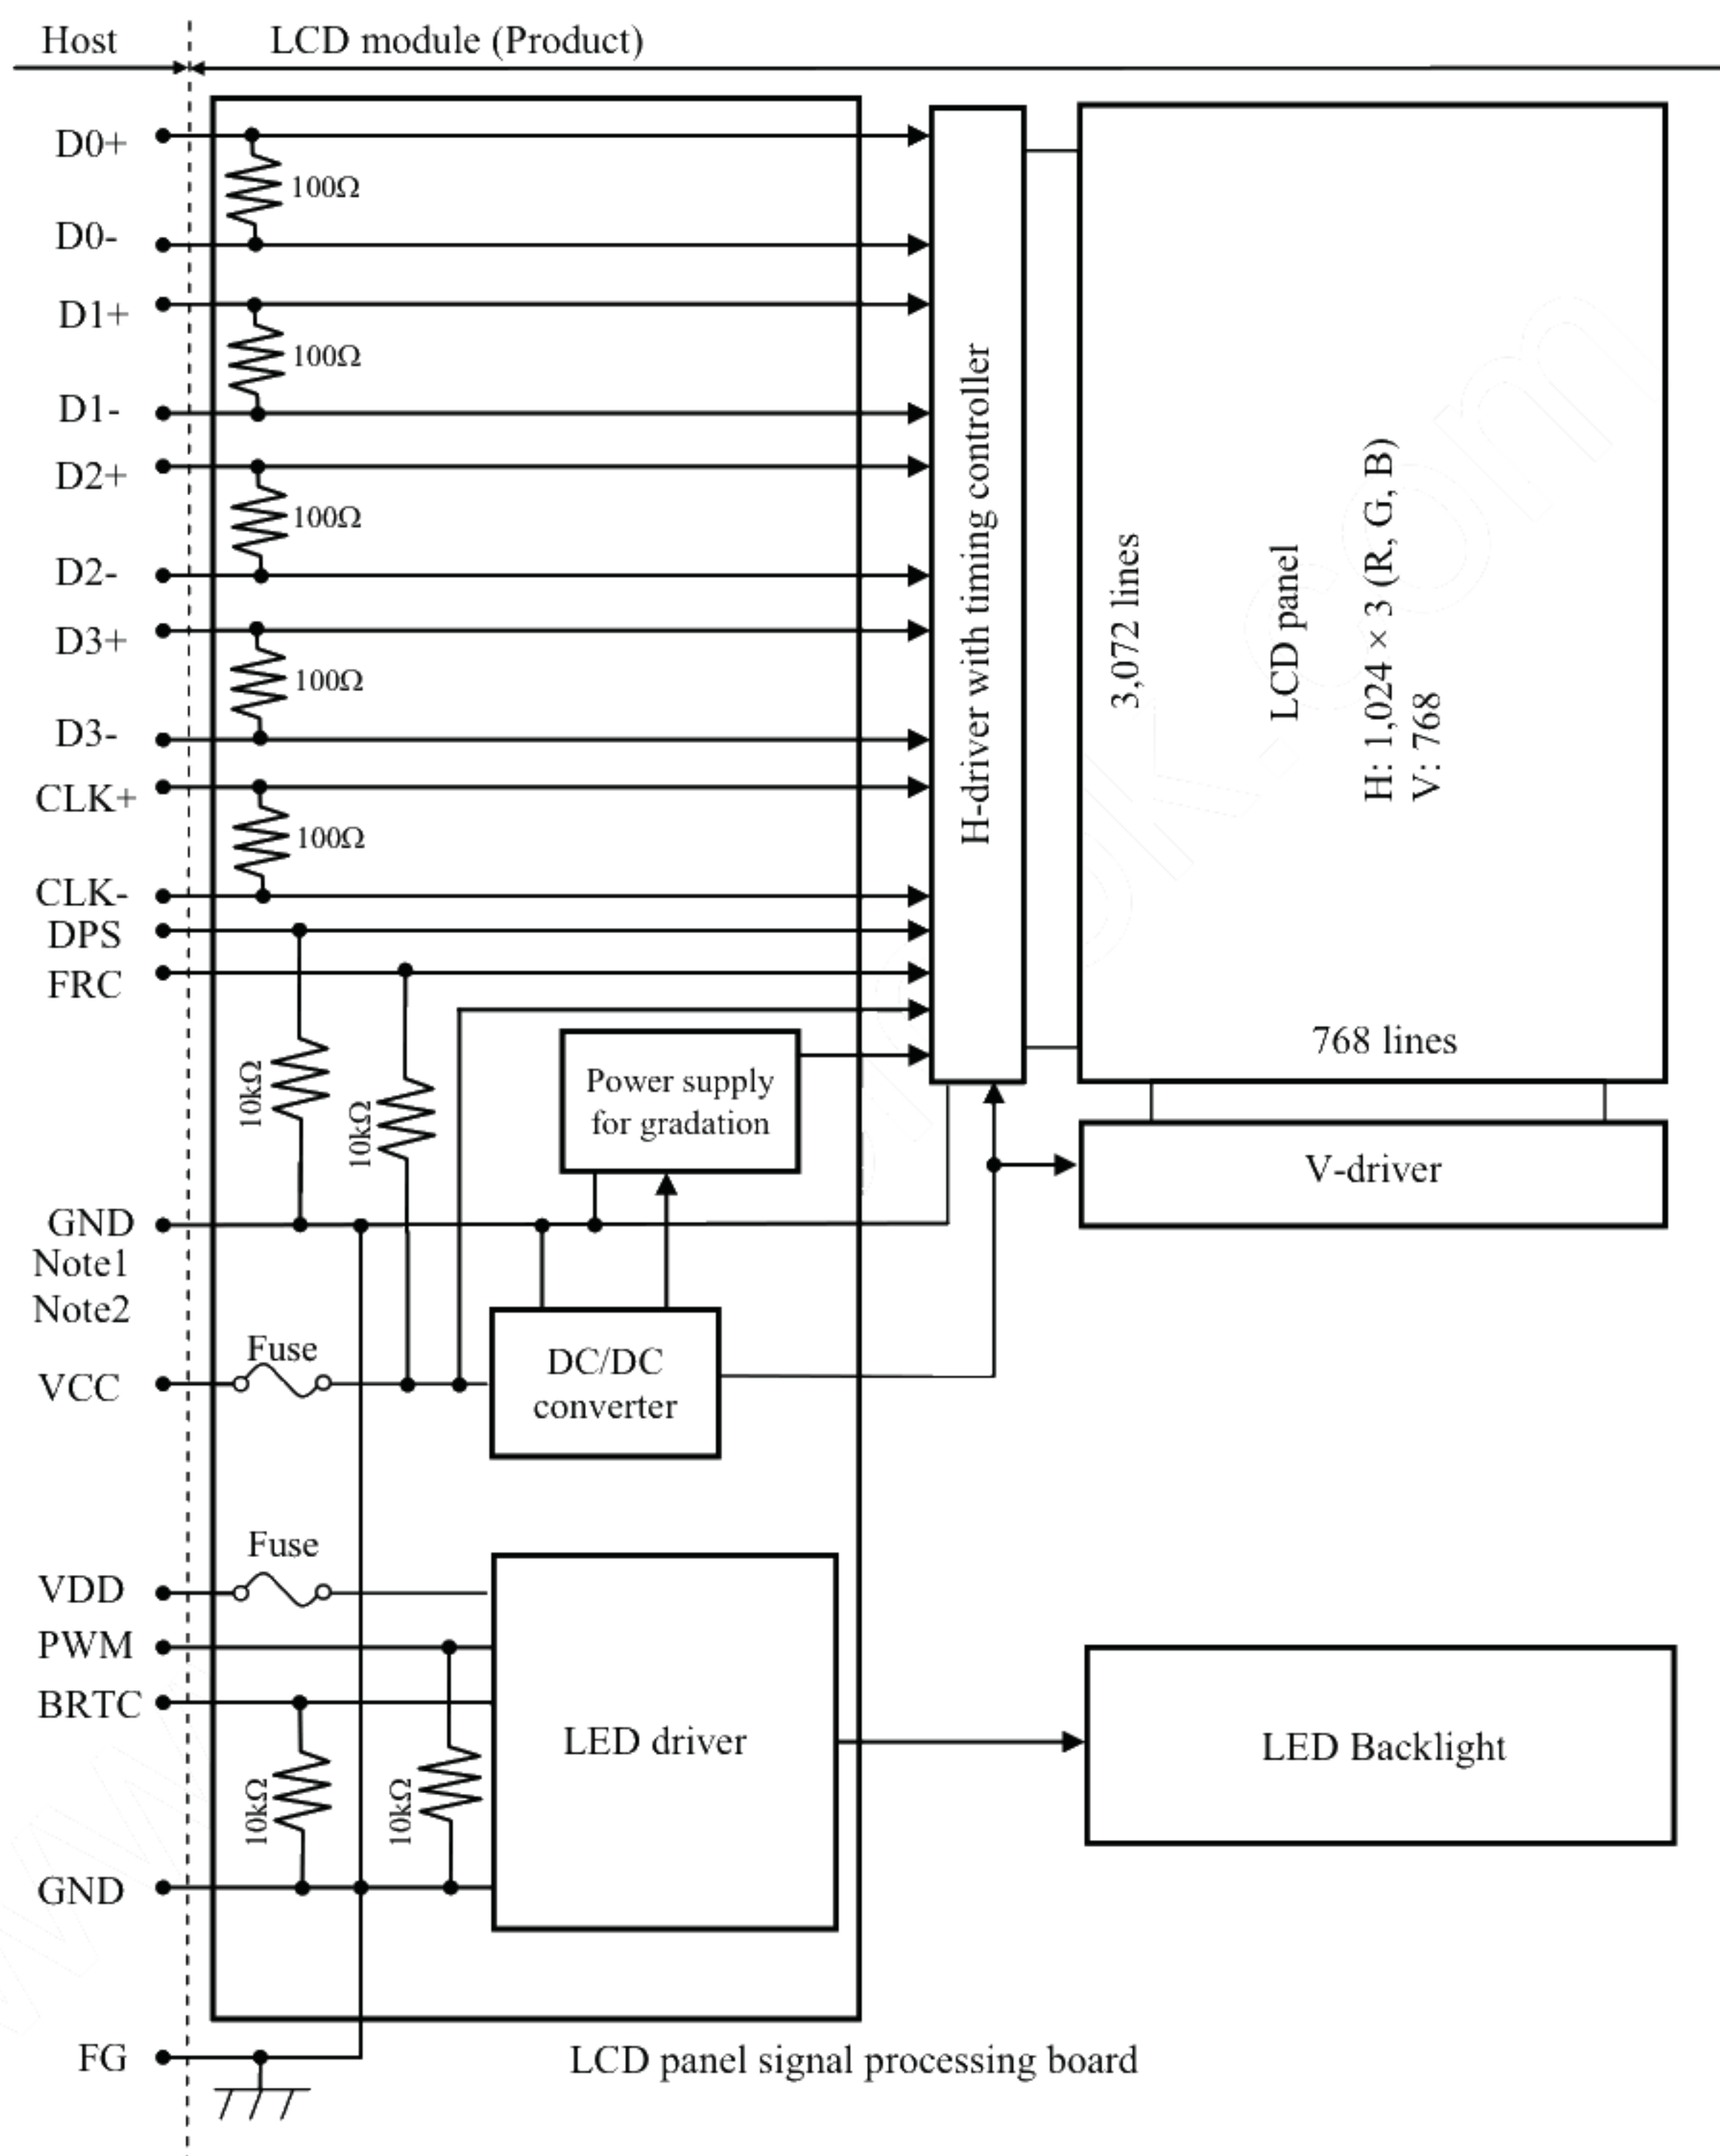 Host
LCD module (Product)
D0+
100Ω
D0-
D1+
100Ω
D1-
D2+
100Ω
D2-
D3+
100Ω
D3-
CLK+
100Ω
CLK-
DPS
FRC
10kΩ
10kΩ
H-driver with timing controller
3,072 lines
LCD panel
H: 1,024 × 3 (R, G, B)
V: 768
768 lines
Power supply
for gradation
V-driver
GND
Note1
Note2
Fuse
VCC
DC/DC
converter
Fuse
VDD
PWM
BRTC
10kΩ
10kΩ
LED driver
LED Backlight
GND
FG
LCD panel signal processing board